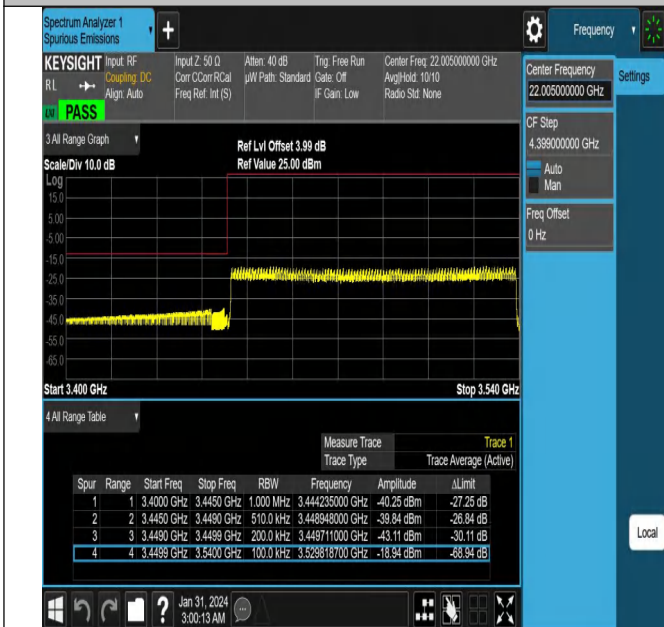 Spectrum Analyzer 1
Spurious Emissions
+
Frequency
KEYSIGHT Input: RF Input Z: 50 Ω Atten: 40 dB Trig: Free Run Center Freq: 22.005000000 GHz
RL Coupling: DC Corr CCorr RCal µW Path: Standard Gate: Off Avg|Hold: 10/10
Align: Auto Freq Ref: Int (S) IF Gain: Low Radio Std: None
PASS
Center Frequency
22.005000000 GHz
Settings
CF Step
4.399000000 GHz
Auto
Man
Freq Offset
0 Hz
Local
3 All Range Graph
Ref Lvl Offset 3.99 dB
Scale/Div 10.0 dB Ref Value 25.00 dBm
Log
15.0
5.00
-5.00
-15.0
-25.0
-35.0
-45.0
-55.0
-65.0
Start 3.400 GHz Stop 3.540 GHz
4 All Range Table
Measure Trace Trace 1
Trace Type Trace Average (Active)
Spur Range Start Freq Stop Freq RBW Frequency Amplitude ΔLimit
1 1 3.4000 GHz 3.4450 GHz 1.000 MHz 3.444235000 GHz -40.25 dBm -27.25 dB
2 2 3.4450 GHz 3.4490 GHz 510.0 kHz 3.448948000 GHz -39.84 dBm -26.84 dB
3 3 3.4490 GHz 3.4499 GHz 200.0 kHz 3.449711000 GHz -43.11 dBm -30.11 dB
4 4 3.4499 GHz 3.5400 GHz 100.0 kHz 3.529818700 GHz -18.94 dBm -68.94 dB
?
Jan 31, 2024
3:00:13 AM